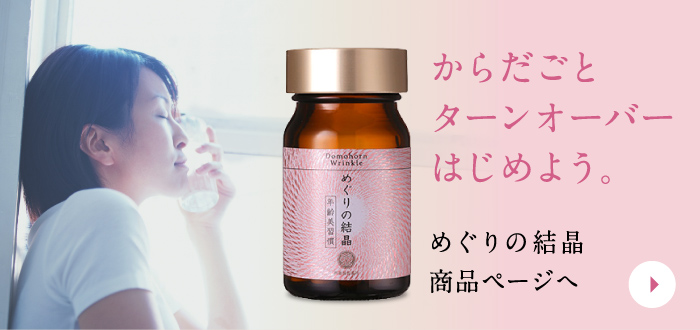 からだごと
ターンオーバー
はじめよう。
Domohorn
Wrinkle
めぐりの結晶
年齢美習慣
めぐりの結晶
商品ページへ